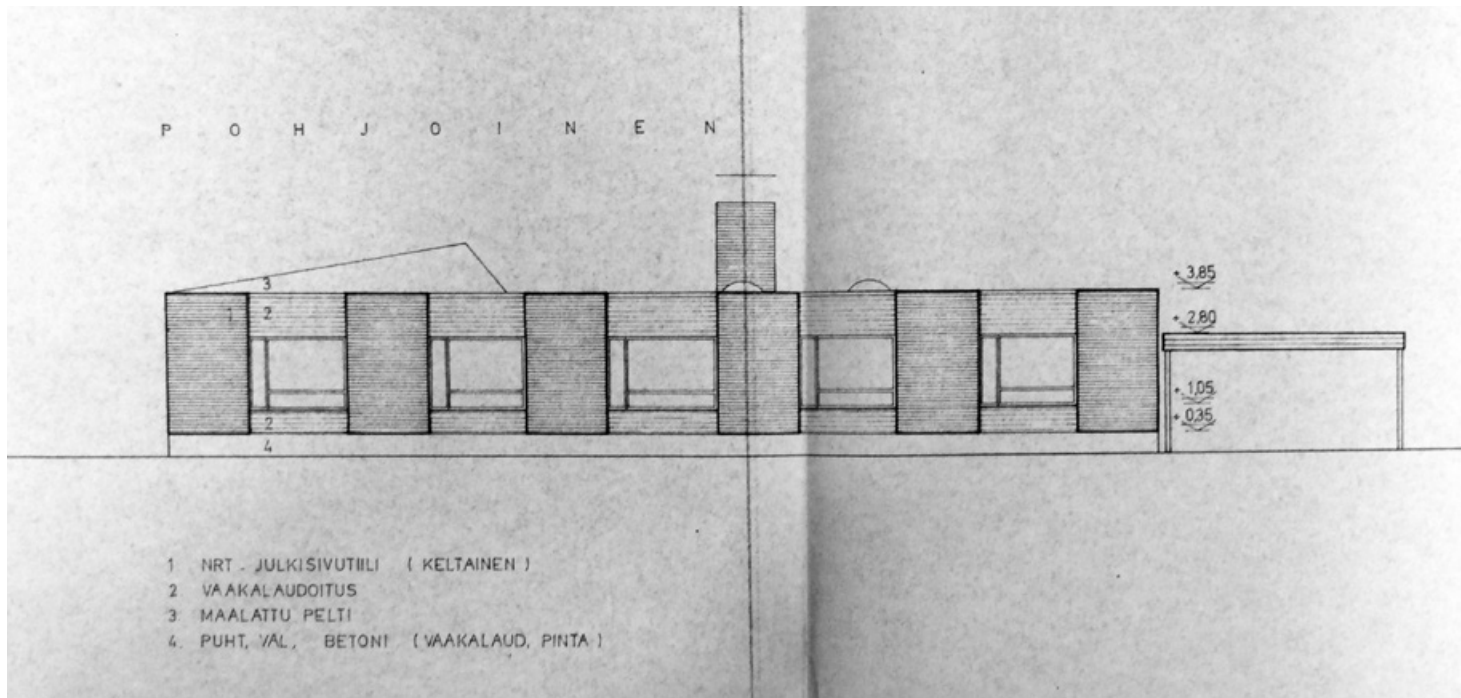 P O H J O I N E N
3
1 2
2
4
+ 3,85
+ 2,80
+ 1,05
+ 0,35
1 NRT - JULKISIVUTIILI ( KELTAINEN )
2 VAAKALAUDOITUS
3 MAALATTU PELTI
4. PUHT, VAL, BETONI ( VAAKALAUD, PINTA )